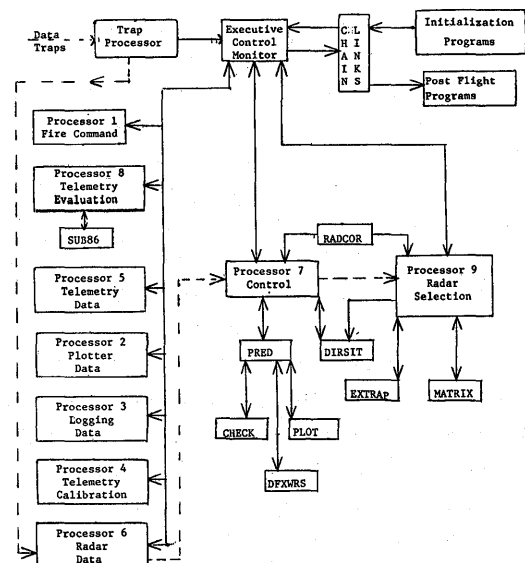 Data
Traps
Trap
Processor
Executive
Control
Monitor
CHAIN
LINKS
Initialization
Programs
Post Flight
Programs
Processor 1
Fire Command
Processor 8
Telemetry
Evaluation
SUB86
Processor 5
Telemetry
Data
Processor 2
Plotter
Data
Processor 3
Logging
Data
Processor 4
Telemetry
Calibration
Processor 6
Radar
Data
RADCOR
Processor 7
Control
Processor 9
Radar
Selection
PRED
DIRSIT
EXTRAP
MATRIX
CHECK
PLOT
DFXWRS